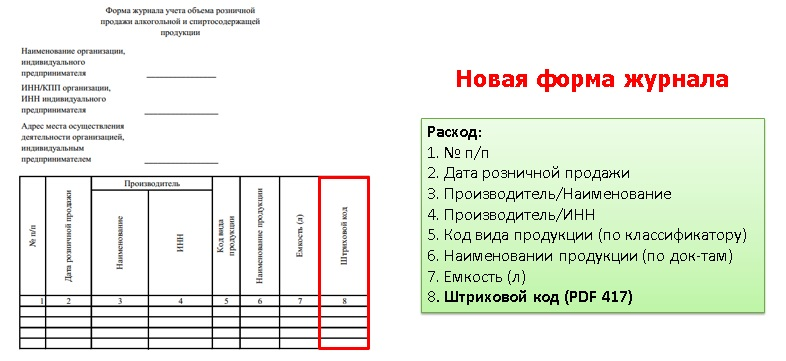 Форма журнала учета объема розничной
продажи алкогольной и спиртосодержащей
продукции
Наименование организации,
индивидуального
предпринимателя
ИНН/КПП организации,
ИНН индивидуального
предпринимателя
Адрес места осуществления
деятельности организацией,
индивидуальным
предпринимателем
№ п/п
Дата розничной продажи
Производитель
Наименование
ИНН
Код вида
продукции
Наименование продукции
Емкость (л)
Штриховой код
1 2 3 4 5 6 7 8
Новая форма журнала
Расход:
1. № п/п
2. Дата розничной продажи
3. Производитель/Наименование
4. Производитель/ИНН
5. Код вида продукции (по классификатору)
6. Наименовании продукции (по док-там)
7. Емкость (л)
8. Штриховой код (PDF 417)